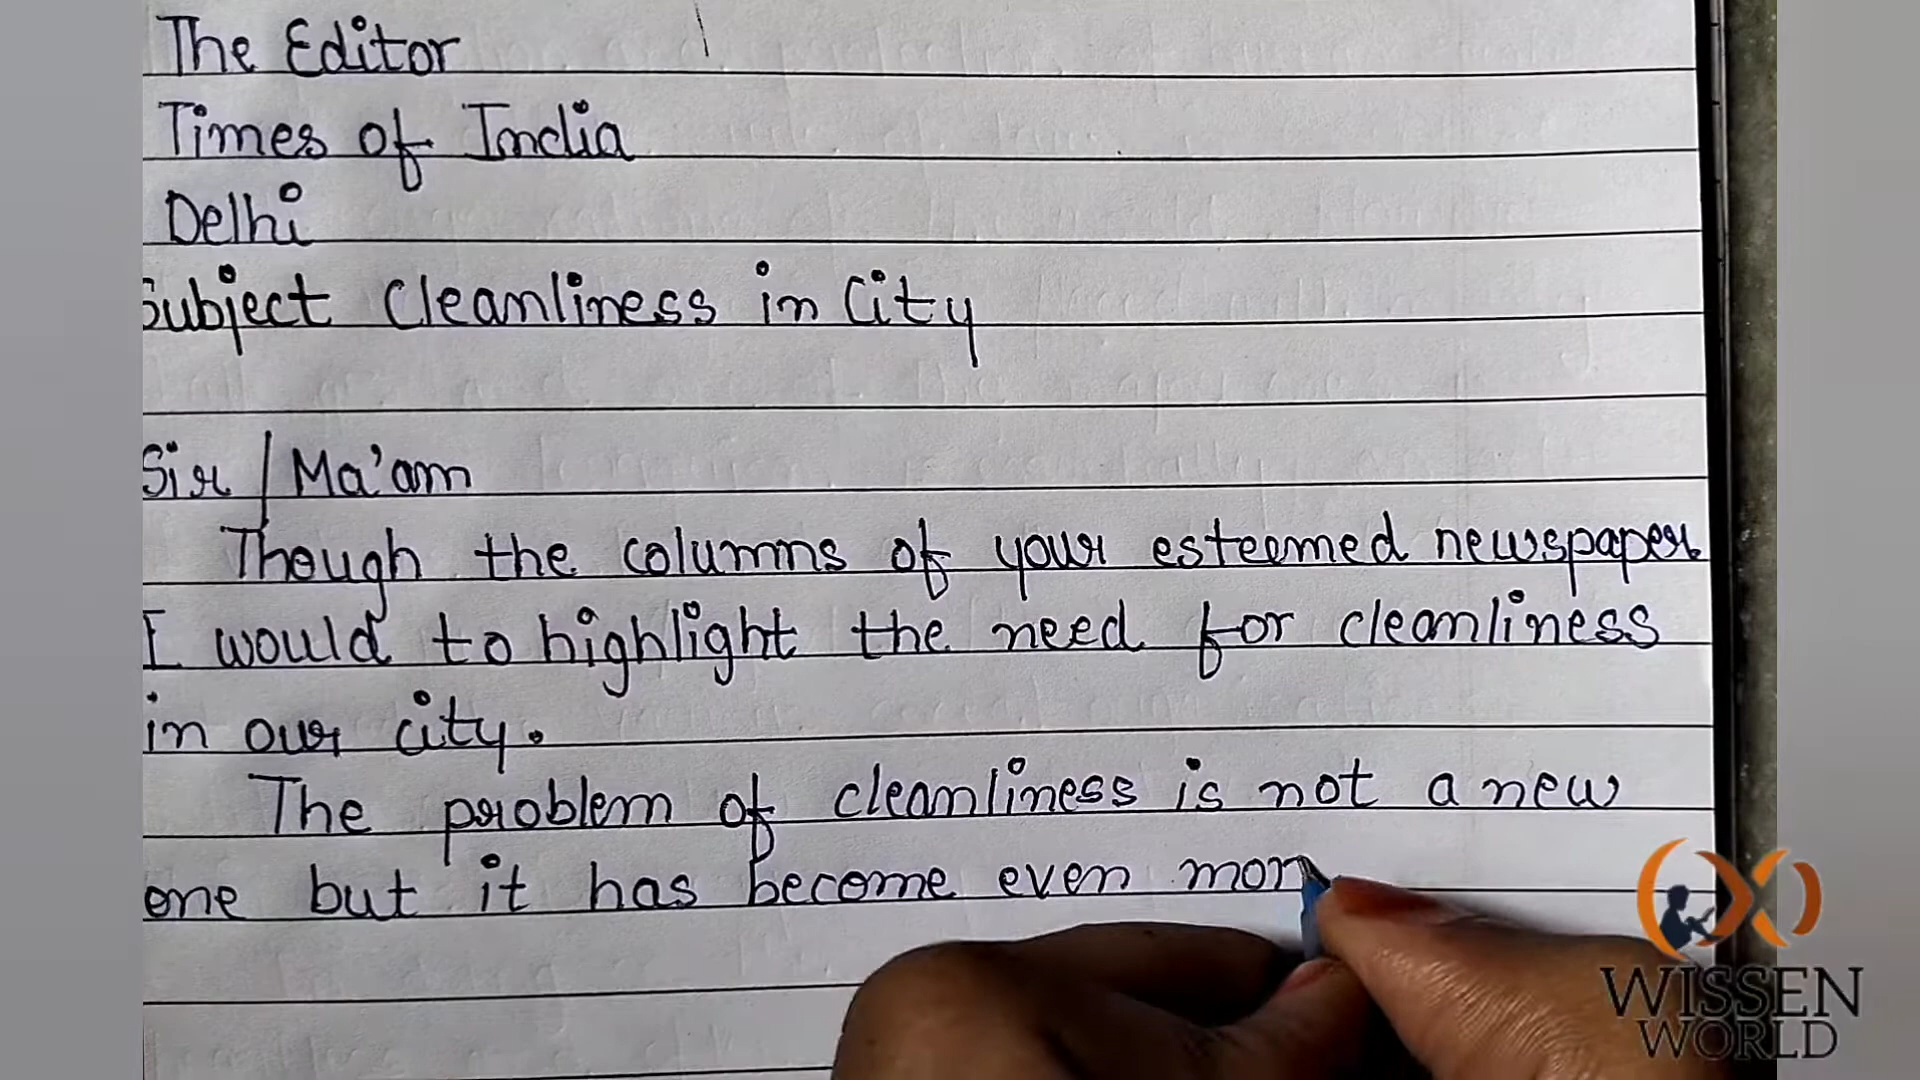 The Editor
Times of India
Delhi
Subject Cleanliness in City
Sir / Ma'am
Though the columns of your esteemed newspaper
I would to highlight the need for cleanliness
in our city.
The problem of cleanliness is not a new
one but it has become even mor
WISSEN
WORLD